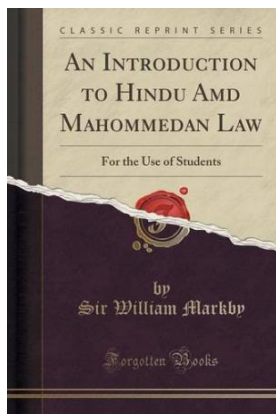 CLASSIC REPRINT SERIES
AN INTRODUCTION
TO HINDU AMD
MAHOMMEDAN LAW
For the Use of Students
by
Sir William Markby
Forgotten Books